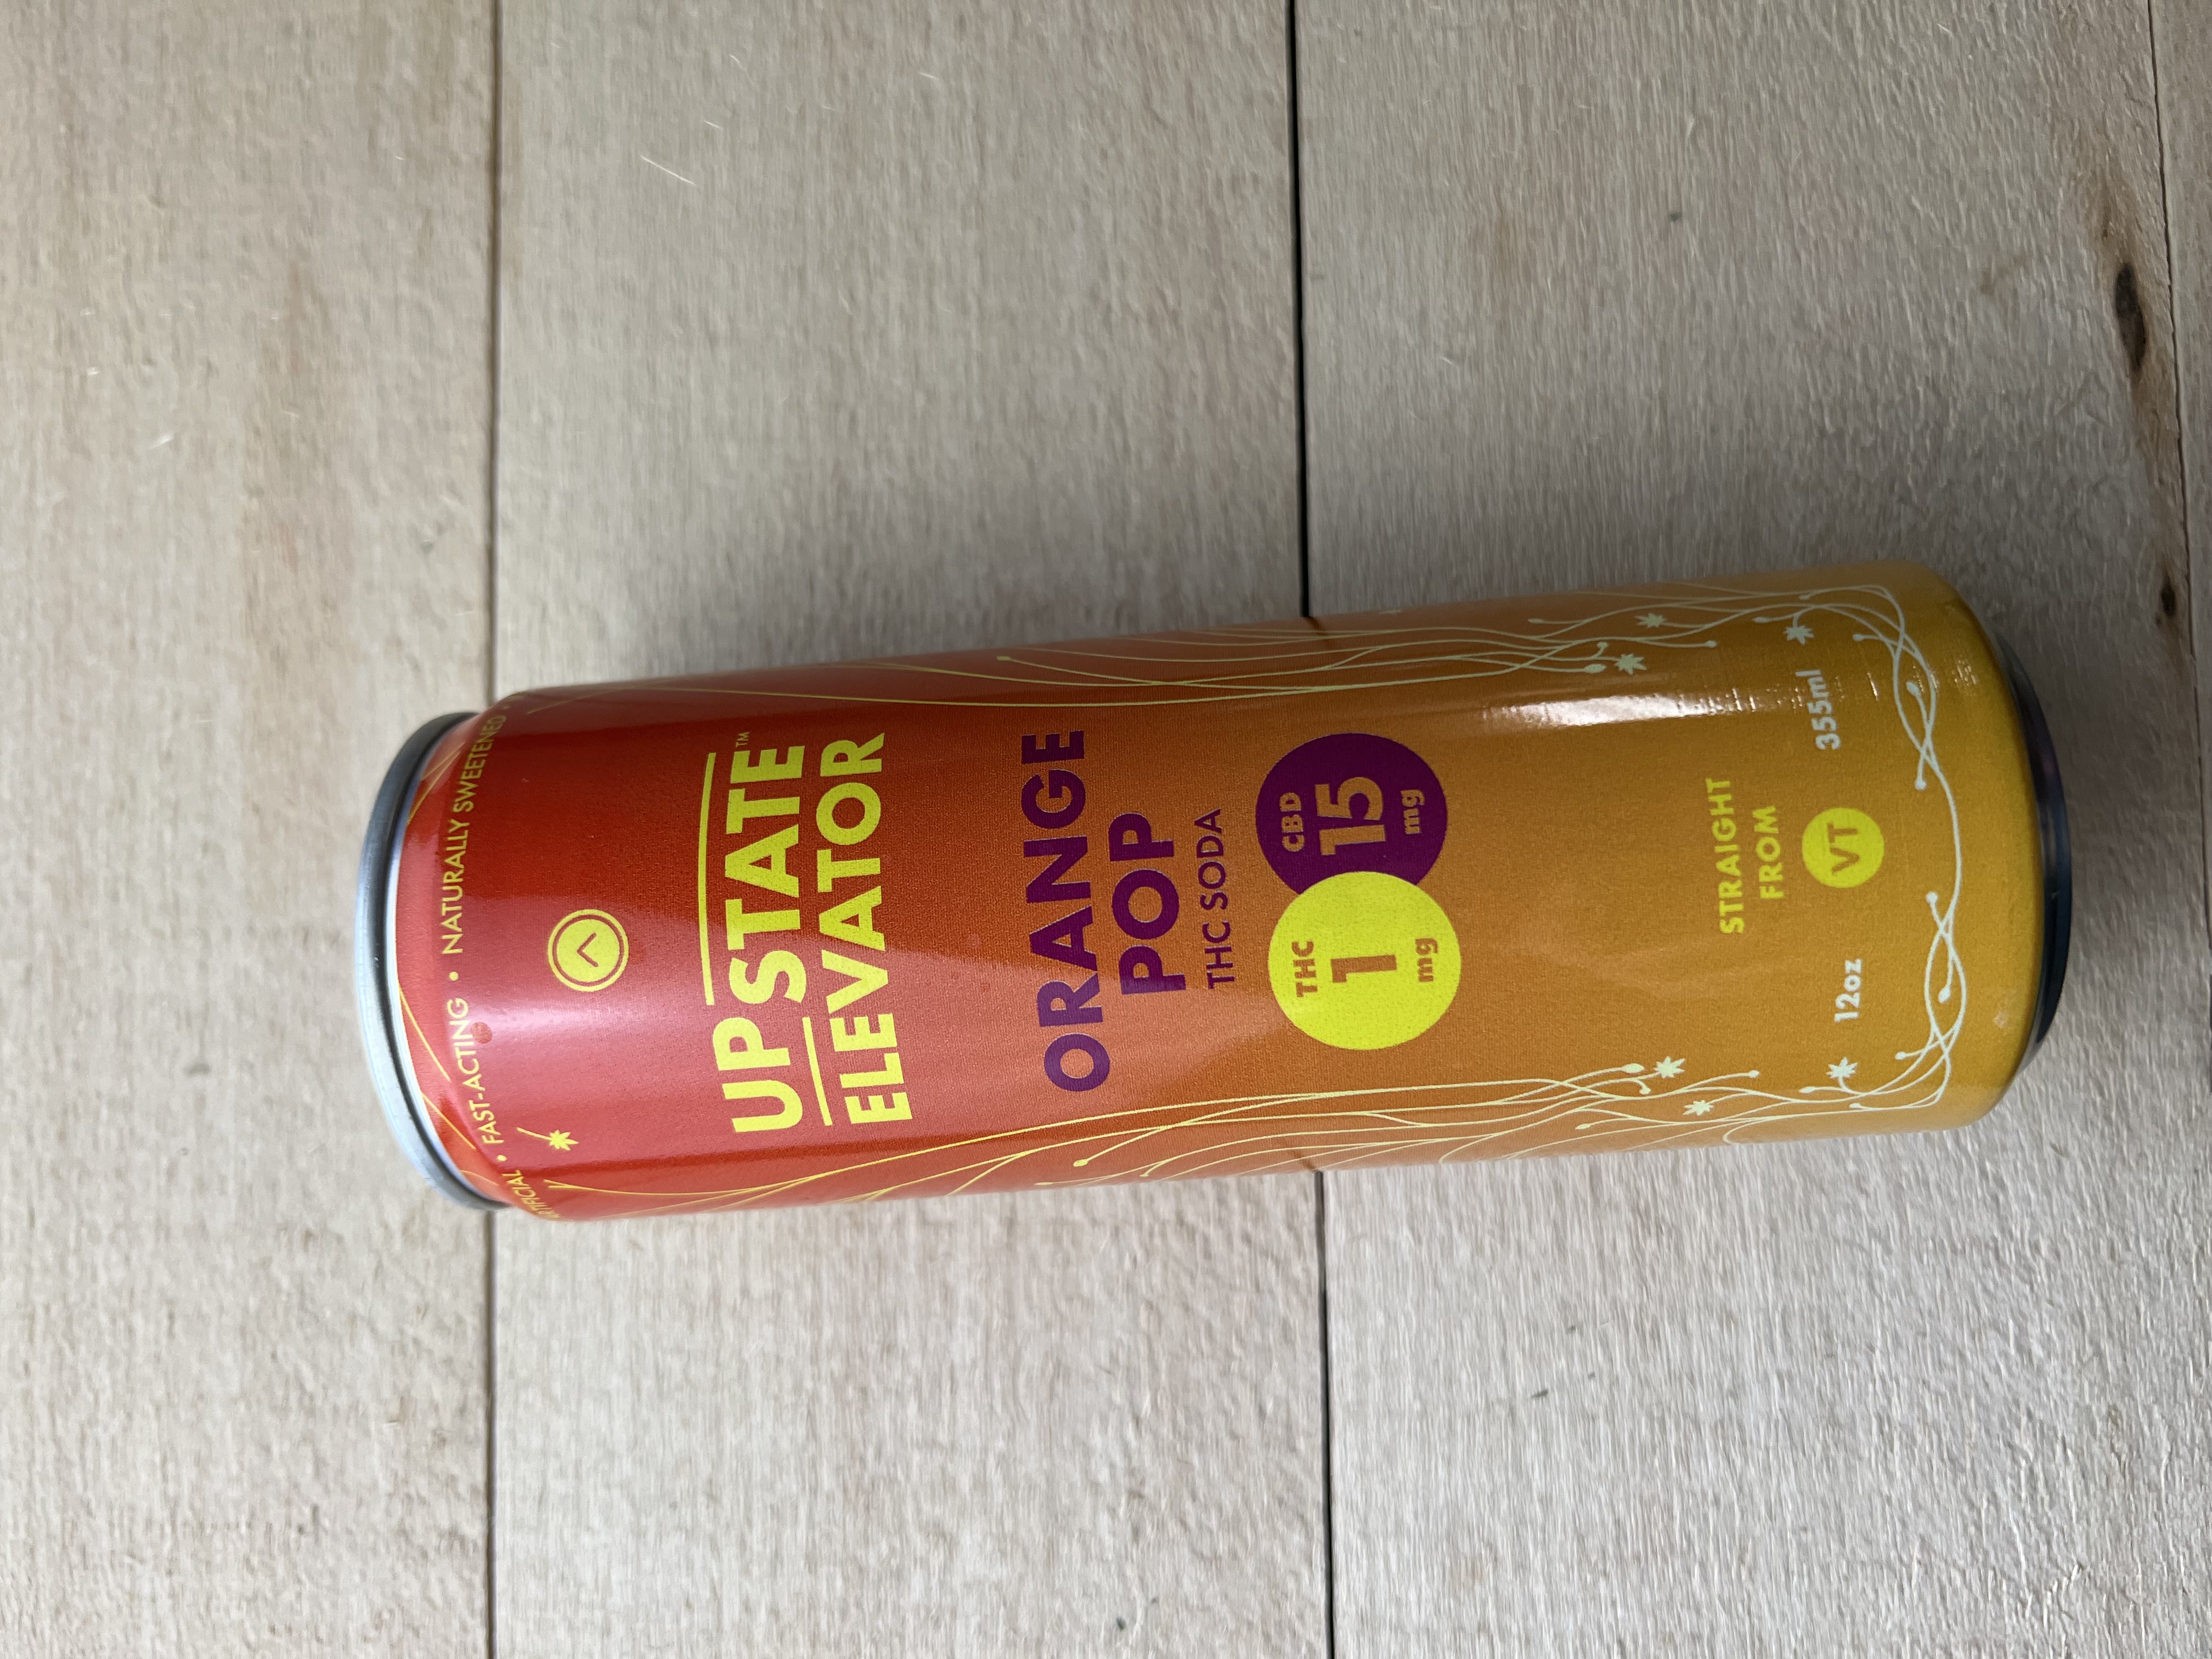 FAST-ACTING • NATURALLY SWEETENED •
UPSTATE™
ELEVATOR
ORANGE
POP
THC SODA
THC
1
mg
CBD
15
mg
STRAIGHT
FROM
VT
12oz
355ml